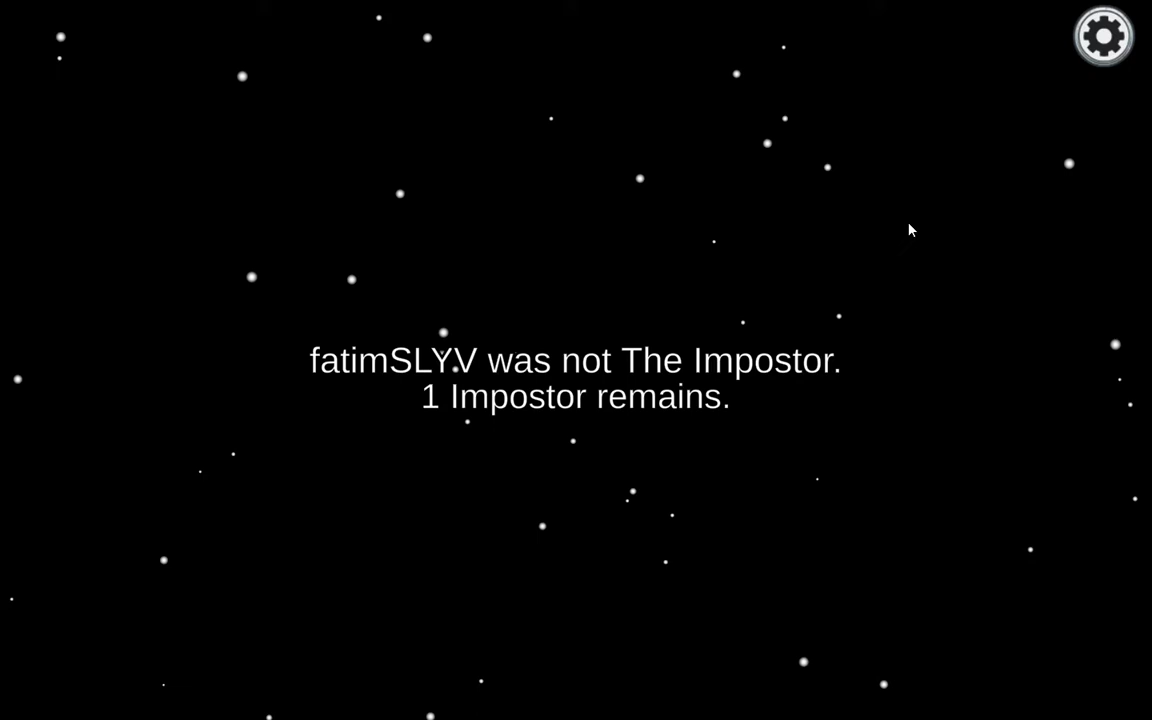 fatimSLYV was not The Impostor.
1 Impostor remains.